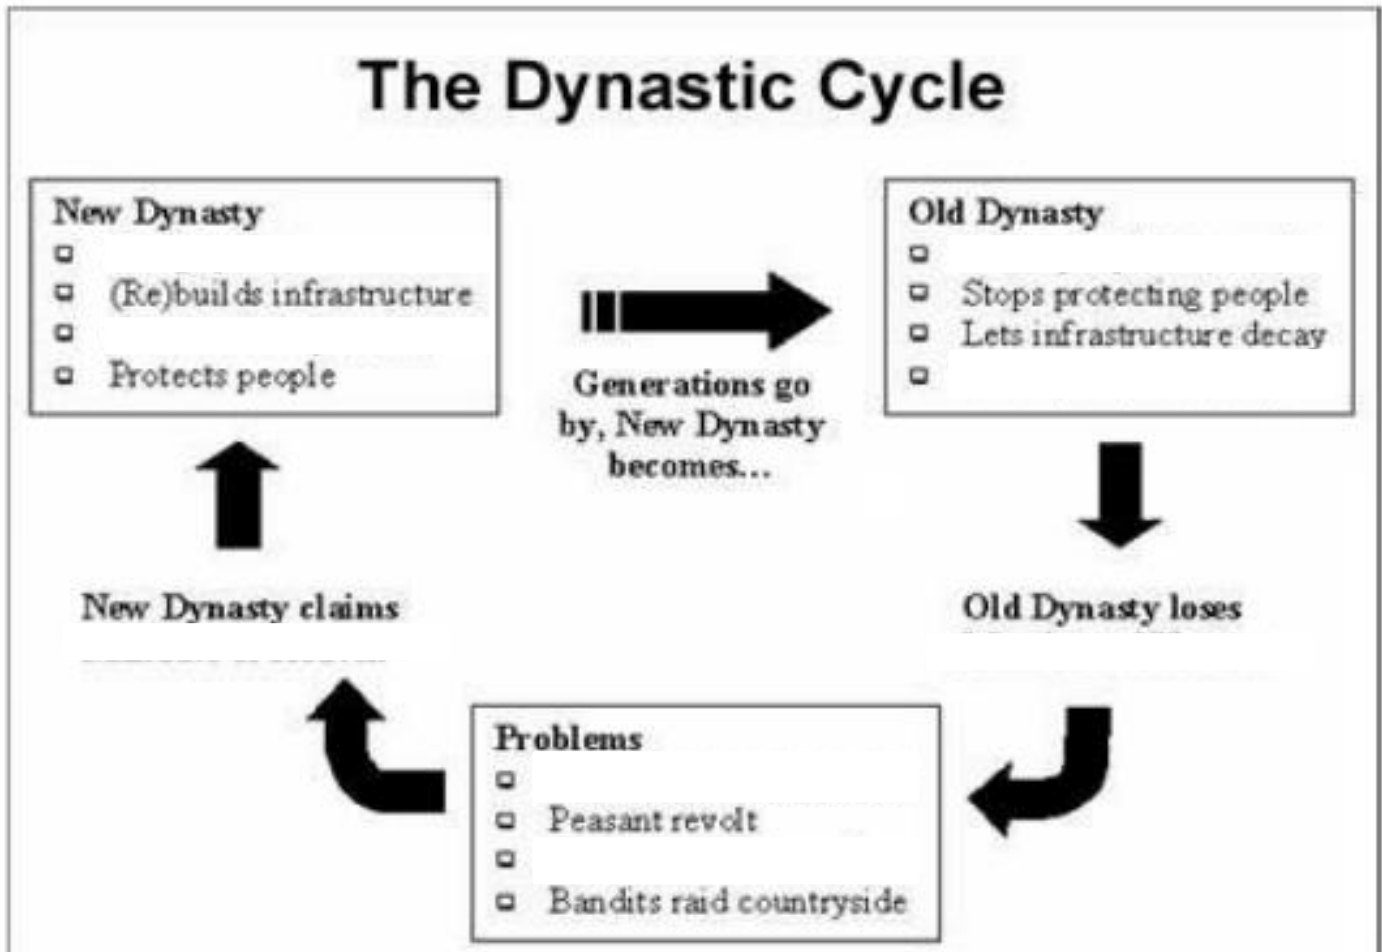 The Dynastic Cycle
New Dynasty
(Re)builds infrastructure
Protects people
Generations go
by, New Dynasty
becomes...
Old Dynasty
Stops protecting people
Lets infrastructure decay
New Dynasty claims
Old Dynasty loses
Problems
Peasant revolt
Bandits raid countryside